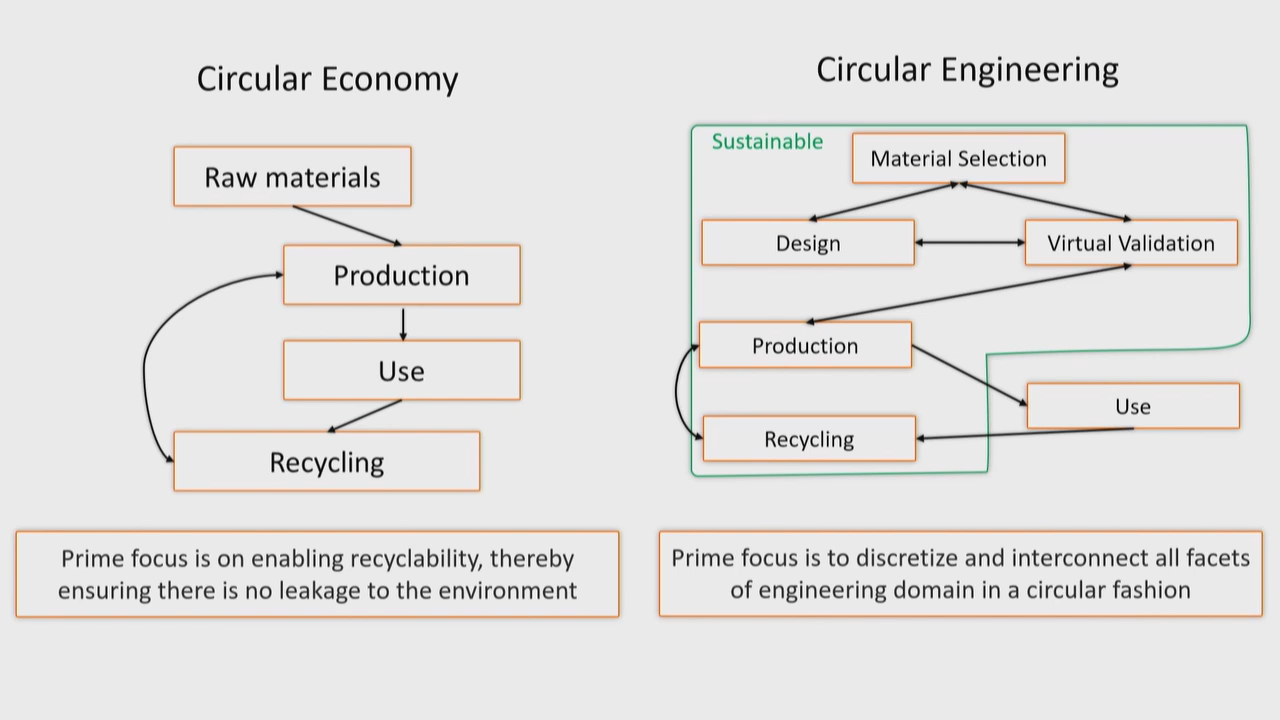 Circular Economy
Raw materials
Production
Use
Recycling
Prime focus is on enabling recyclability, thereby
ensuring there is no leakage to the environment
Circular Engineering
Sustainable
Material Selection
Design
Virtual Validation
Production
Use
Recycling
Prime focus is to discretize and interconnect all facets
of engineering domain in a circular fashion